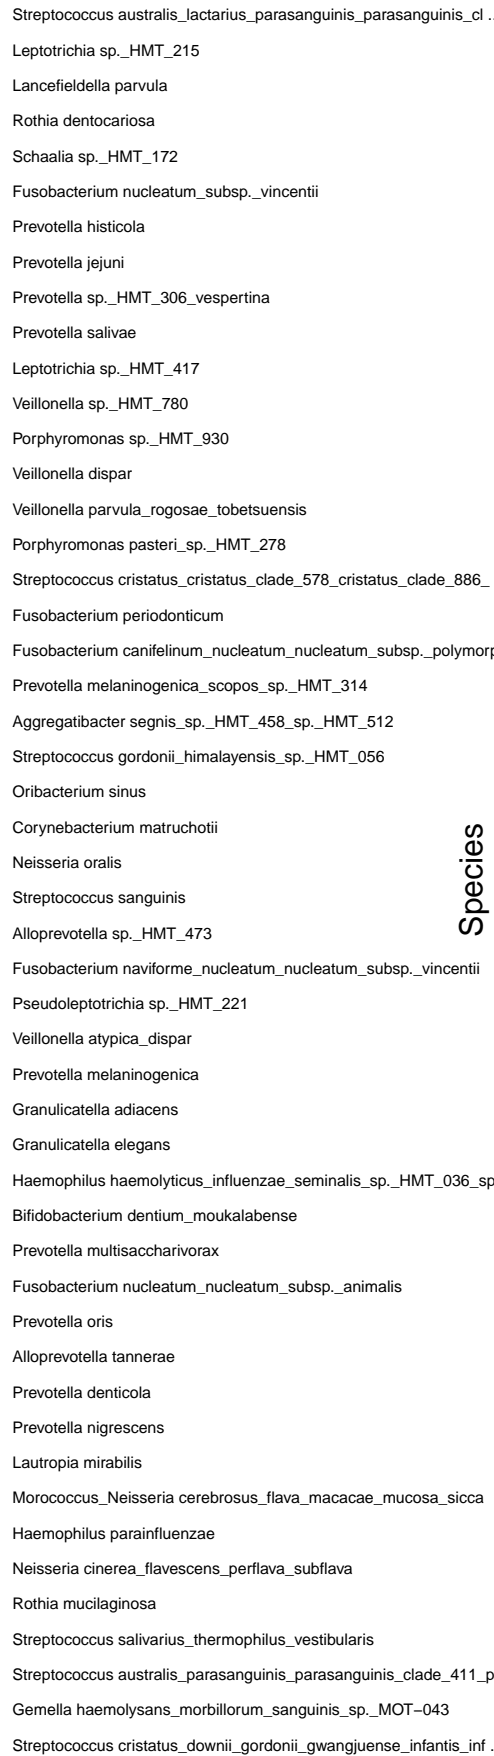 Streptococcus australis_lactarius_parasanguinis_parasanguinis_cl ..
Leptotrichia sp._HMT_215
Lancefieldella parvula
Rothia dentocariosa
Schaalia sp._HMT_172
Fusobacterium nucleatum_subsp._vincentii
Prevotella histicola
Prevotella jejuni
Prevotella sp._HMT_306_vespertina
Prevotella salivae
Leptotrichia sp._HMT_417
Veillonella sp._HMT_780
Porphyromonas sp._HMT_930
Veillonella dispar
Veillonella parvula_rogosae_tobetsuensis
Porphyromonas pasteri_sp._HMT_278
Streptococcus cristatus_cristatus_clade_578_cristatus_clade_886_
Fusobacterium periodonticum
Fusobacterium canifelinum_nucleatum_nucleatum_subsp._polymorp
Prevotella melaninogenica_scopos_sp._HMT_314
Aggregatibacter segnis_sp._HMT_458_sp._HMT_512
Streptococcus gordonii_himalayensis_sp._HMT_056
Oribacterium sinus
Corynebacterium matruchotii
Neisseria oralis
Streptococcus sanguinis
Alloprevotella sp._HMT_473
Fusobacterium naviforme_nucleatum_nucleatum_subsp._vincentii
Pseudoleptotrichia sp._HMT_221
Veillonella atypica_dispar
Prevotella melaninogenica
Granulicatella adiacens
Granulicatella elegans
Haemophilus haemolyticus_influenzae_seminalis_sp._HMT_036_sp
Bifidobacterium dentium_moukalabense
Prevotella multisaccharivorax
Fusobacterium nucleatum_nucleatum_subsp._animalis
Prevotella oris
Alloprevotella tannerae
Prevotella denticola
Prevotella nigrescens
Lautropia mirabilis
Morococcus_Neisseria cerebrosus_flava_macacae_mucosa_sicca
Haemophilus parainfluenzae
Neisseria cinerea_flavescens_perflava_subflava
Rothia mucilaginosa
Streptococcus salivarius_thermophilus_vestibularis
Streptococcus australis_parasanguinis_parasanguinis_clade_411_p
Gemella haemolysans_morbillorum_sanguinis_sp._MOT−043
Streptococcus cristatus_downii_gordonii_gwangjuense_infantis_inf .
Species